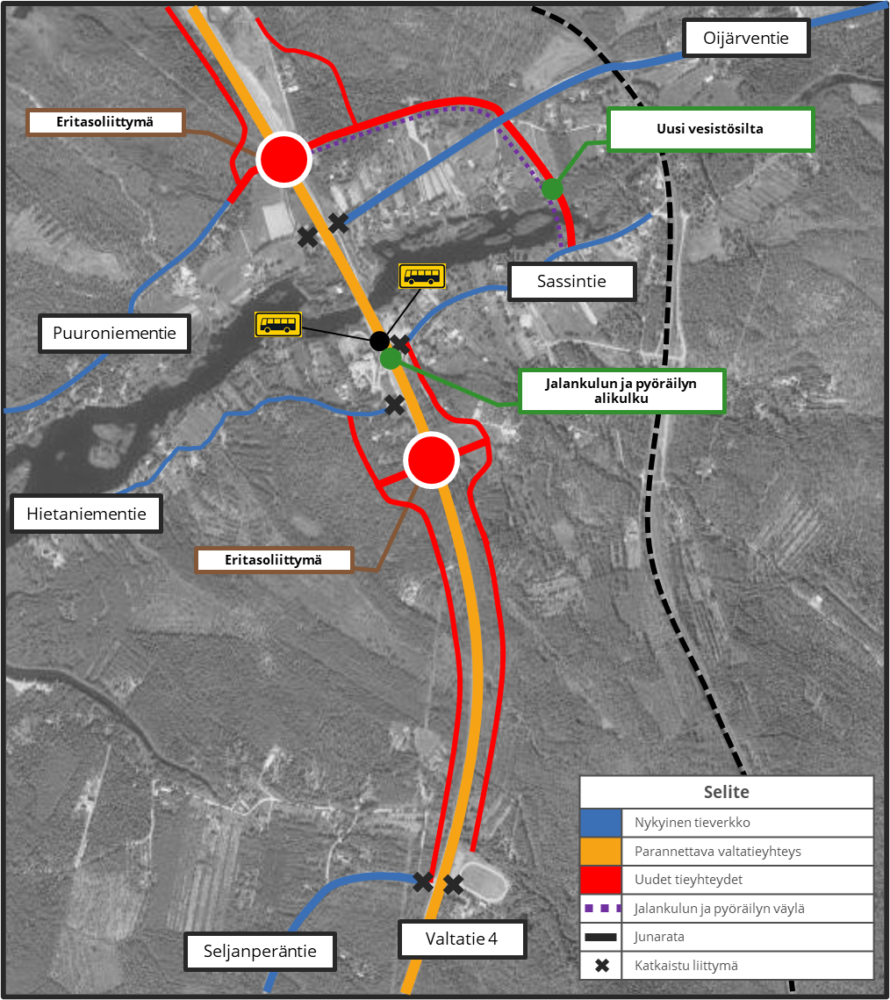 Oijärventie
Eritasoliittymä
Uusi vesistösilta
Sassintie
Puuroniementie
Jalankulun ja pyöräilyn
alikulku
Hietaniementie
Eritasoliittymä
Selite
Nykyinen tieverkko
Parannettava valtatieyhteys
Uudet tieyhteydet
Jalankulun ja pyöräilyn väylä
Junarata
Katkaistu liittymä
Valtatie 4
Seljanperäntie